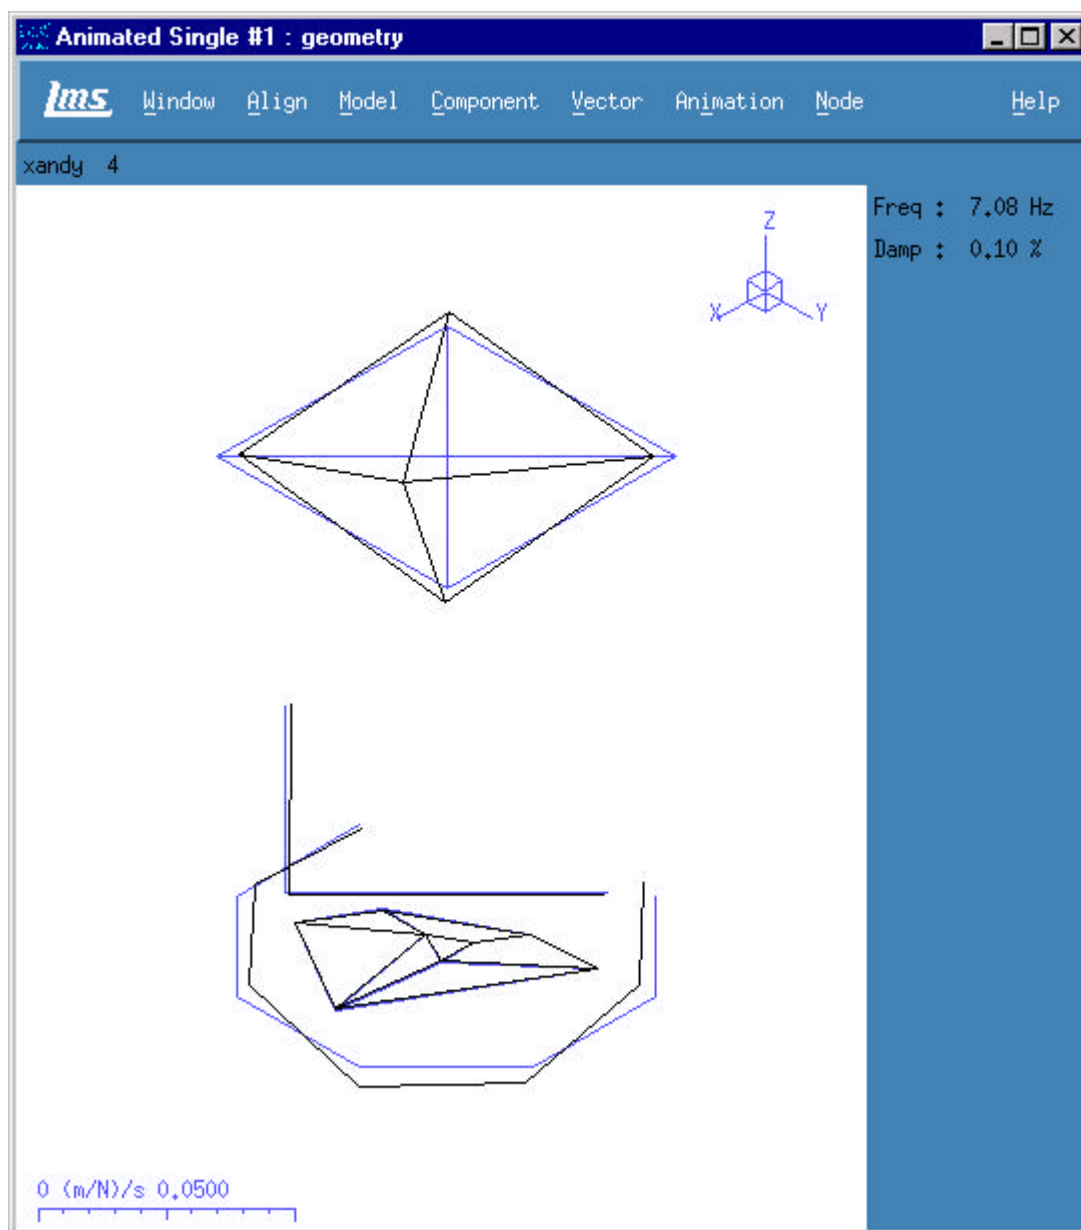 Animated Single #1 : geometry
lms Window Align Model Component Vector Animation Node Help
xandy 4
Freq : 7.08 Hz
Damp : 0.10 %
Z
X Y
0 (m/N)/s 0.0500